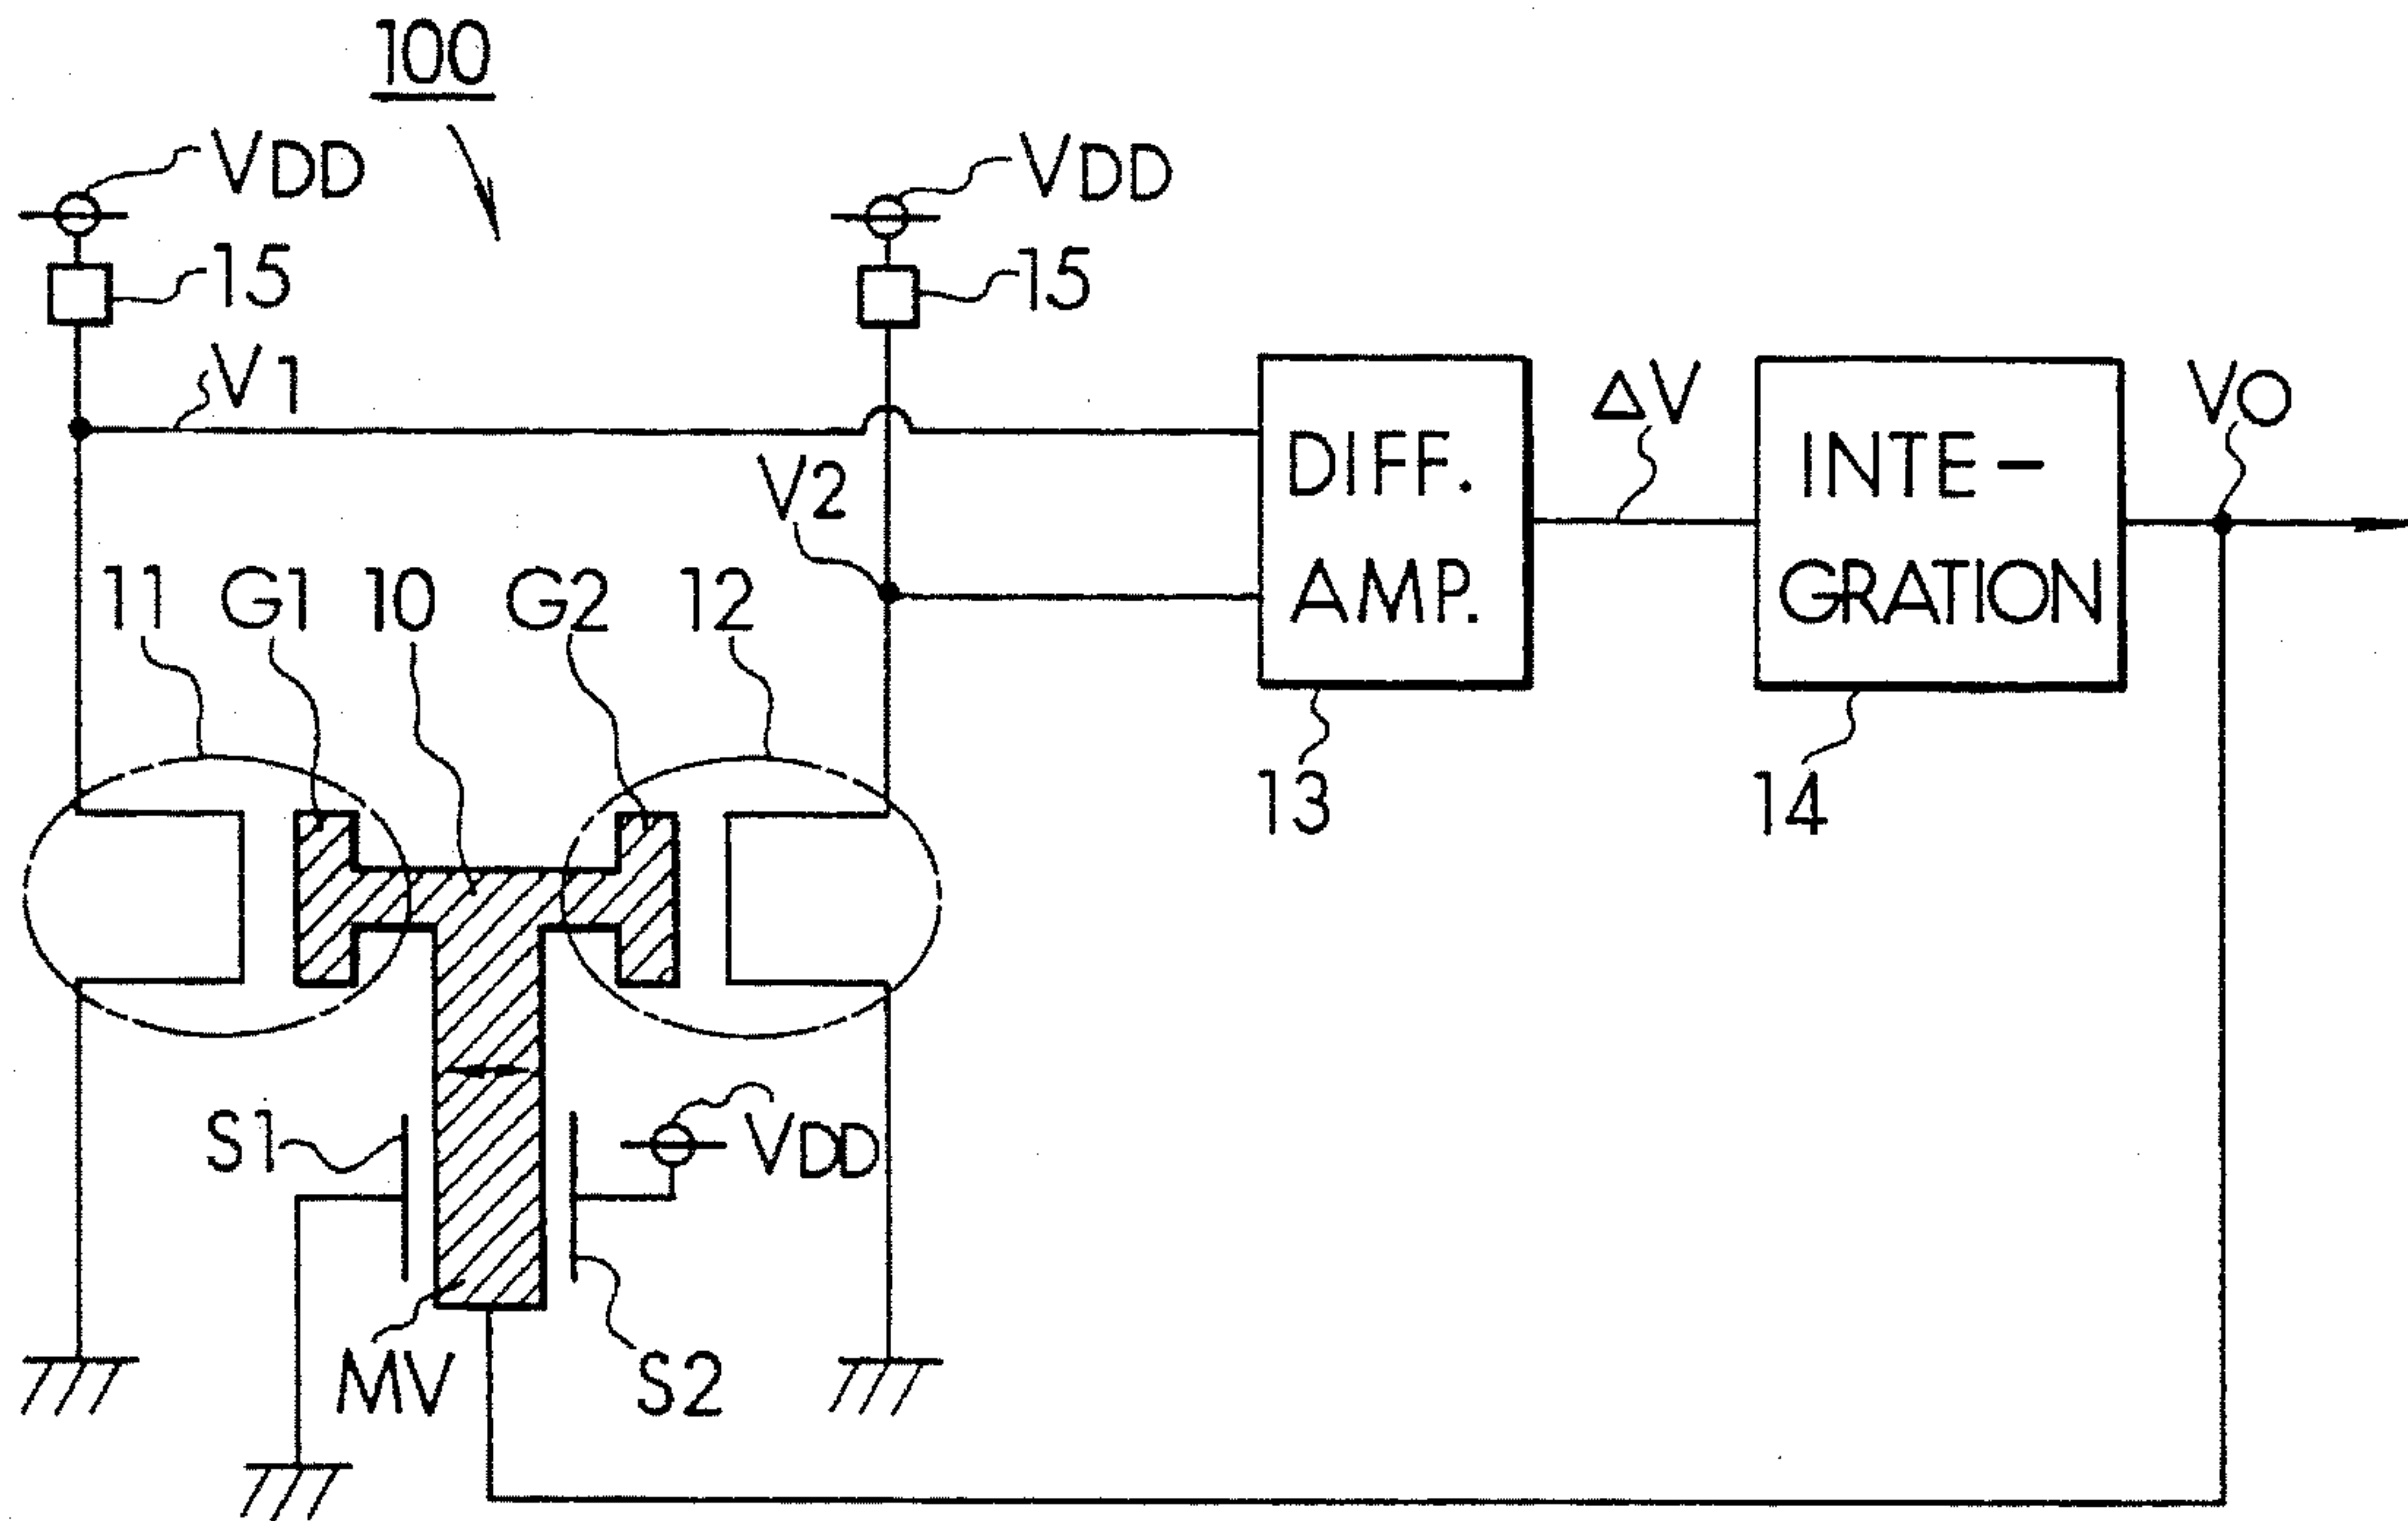 100
VDD
VDD
15
15
V1
V2
DIFF.
AMP.
ΔV
INTE-
GRATION
VO
11
G1
10
G2
12
13
14
S1
VDD
MV
S2